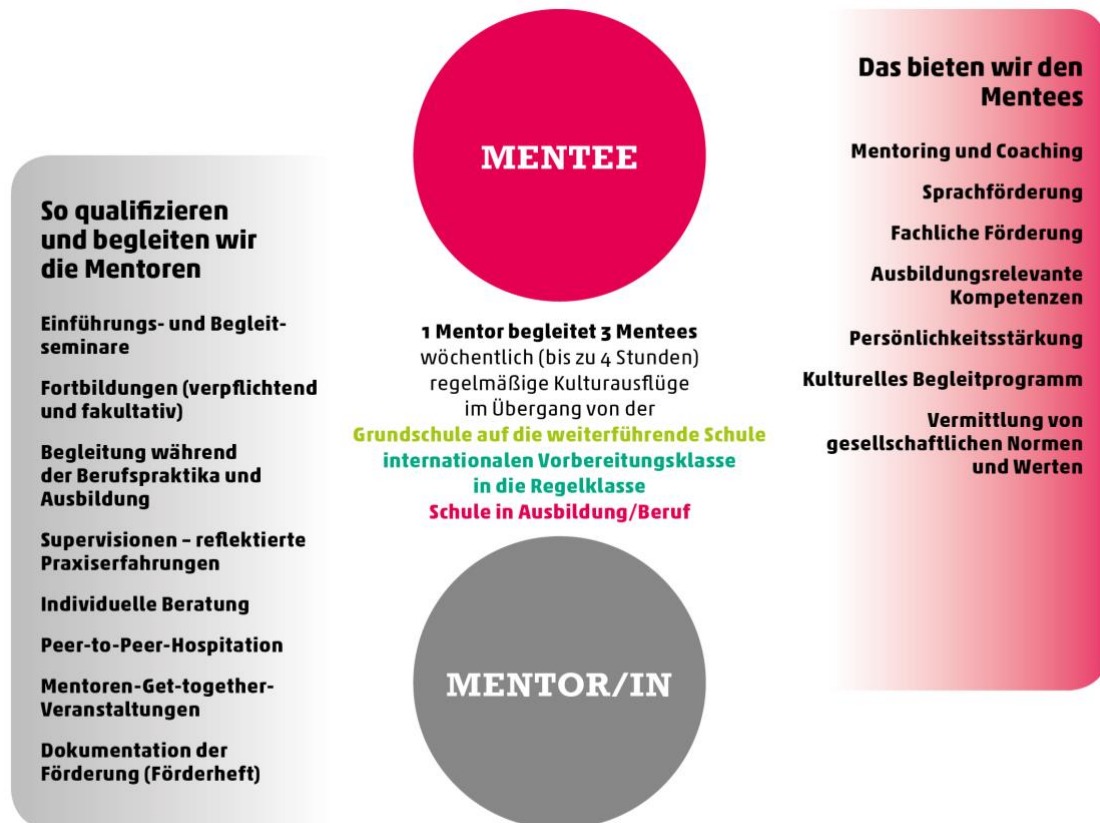 So qualifizieren
und begleiten wir
die Mentoren
Einführungs- und Begleit-
seminare
Fortbildungen (verpflichtend
und fakultativ)
Begleitung während
der Berufspraktika und
Ausbildung
Supervisionen – reflektierte
Praxiserfahrungen
Individuelle Beratung
Peer-to-Peer-Hospitation
Mentoren-Get-together-
Veranstaltungen
Dokumentation der
Förderung (Förderheft)
MENTEE
1 Mentor begleitet 3 Mentees
wöchentlich (bis zu 4 Stunden)
regelmäßige Kulturausflüge
im Übergang von der
Grundschule auf die weiterführende Schule
internationalen Vorbereitungsklasse
in die Regelklasse
Schule in Ausbildung/Beruf
MENTOR/IN
Das bieten wir den
Mentees
Mentoring und Coaching
Sprachförderung
Fachliche Förderung
Ausbildungsrelevante
Kompetenzen
Persönlichkeitsstärkung
Kulturelles Begleitprogramm
Vermittlung von
gesellschaftlichen Normen
und Werten